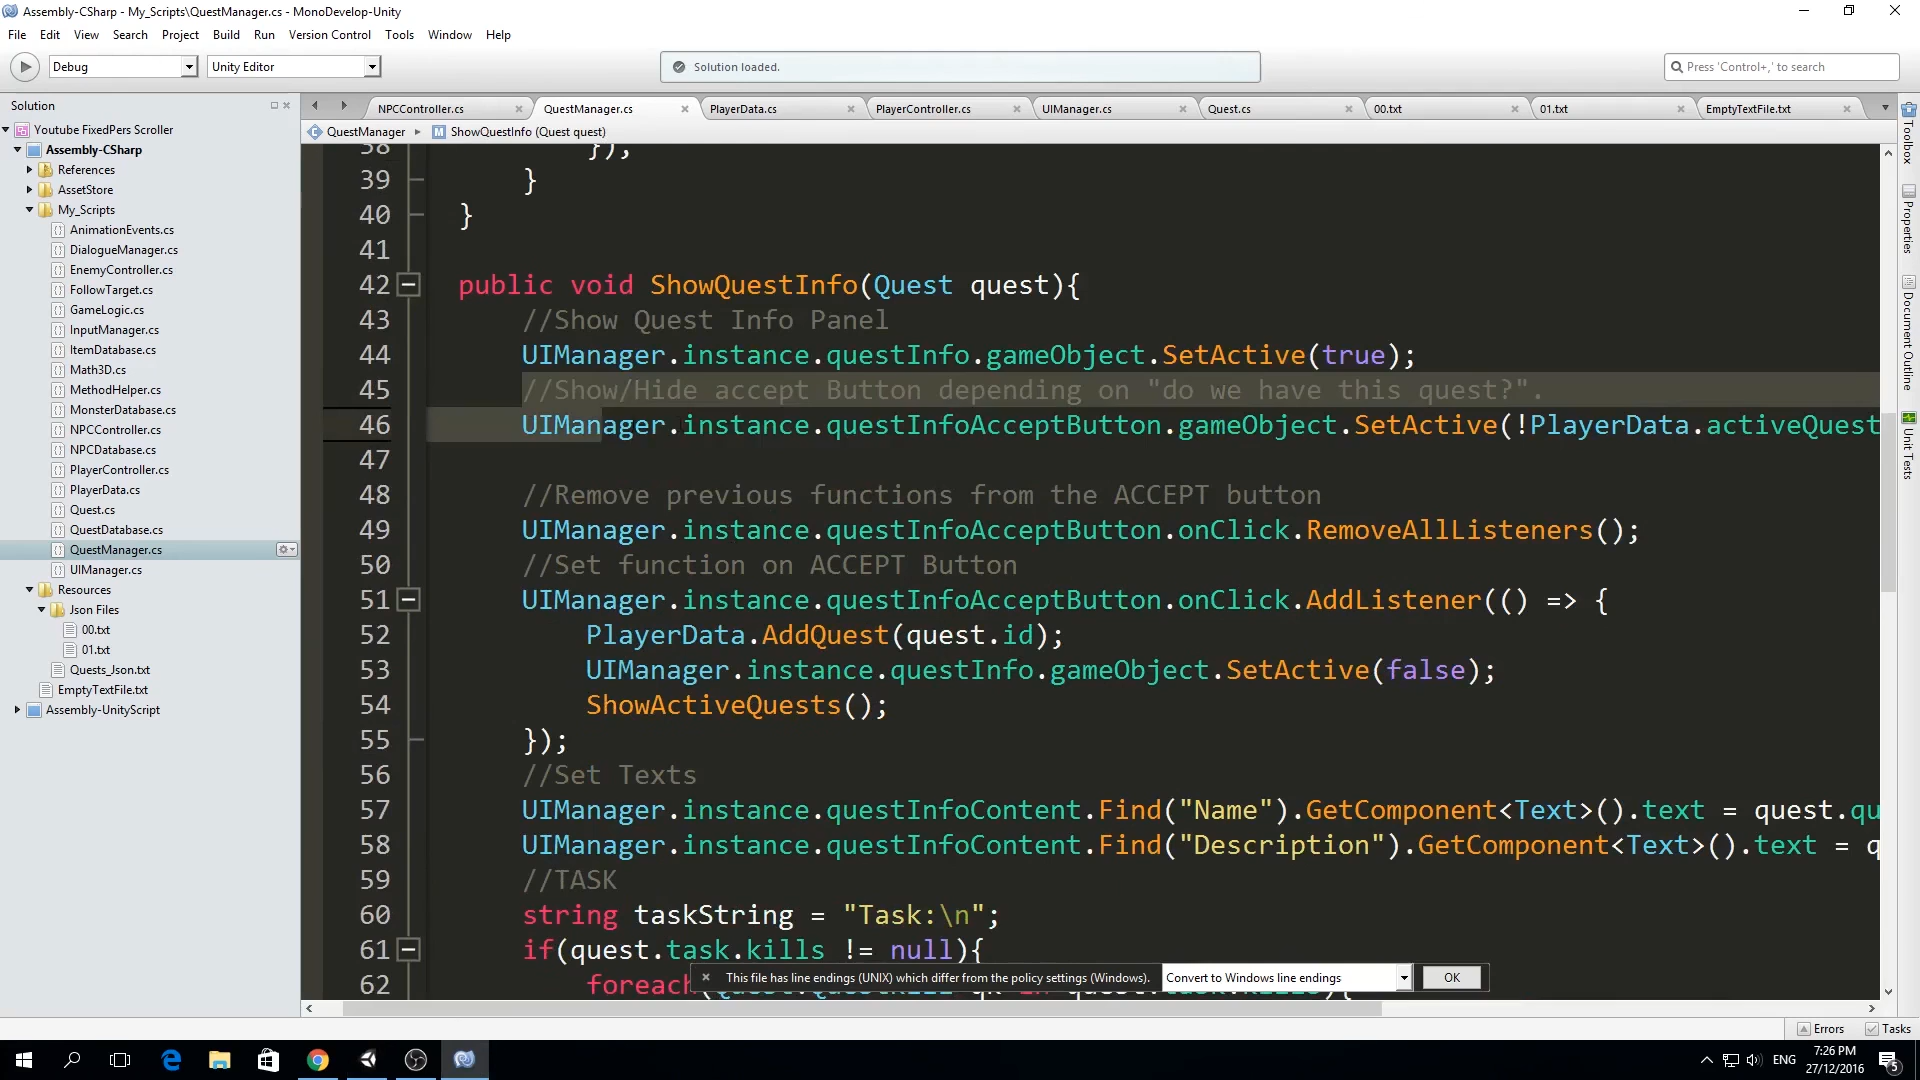 Assembly-CSharp - My_Scripts\QuestManager.cs - MonoDevelop-Unity
File Edit View Search Project Build Run Version Control Tools Window Help
Debug Unity Editor Solution loaded. Press 'Control+,' to search
Solution
Youtube FixedPers Scroller
Assembly-CSharp
References
AssetStore
My_Scripts
AnimationEvents.cs
DialogueManager.cs
EnemyController.cs
FollowTarget.cs
GameLogic.cs
InputManager.cs
ItemDatabase.cs
Math3D.cs
MethodHelper.cs
MonsterDatabase.cs
NPCController.cs
NPCDatabase.cs
PlayerController.cs
PlayerData.cs
Quest.cs
QuestDatabase.cs
QuestManager.cs
UIManager.cs
Resources
Json Files
00.txt
01.txt
Quests_Json.txt
EmptyTextFile.txt
Assembly-UnityScript
NPCController.cs QuestManager.cs PlayerData.cs PlayerController.cs UIManager.cs Quest.cs 00.txt 01.txt EmptyTextFile.txt
QuestManager ShowQuestInfo (Quest quest)
38 });
39 }
40 }
41
42 public void ShowQuestInfo(Quest quest){
43 //Show Quest Info Panel
44 UIManager.instance.questInfo.gameObject.SetActive(true);
45 //Show/Hide accept Button depending on "do we have this quest?".
46 UIManager.instance.questInfoAcceptButton.gameObject.SetActive(!PlayerData.activeQuest
47
48 //Remove previous functions from the ACCEPT button
49 UIManager.instance.questInfoAcceptButton.onClick.RemoveAllListeners();
50 //Set function on ACCEPT Button
51 UIManager.instance.questInfoAcceptButton.onClick.AddListener(() => {
52 PlayerData.AddQuest(quest.id);
53 UIManager.instance.questInfo.gameObject.SetActive(false);
54 ShowActiveQuests();
55 });
56 //Set Texts
57 UIManager.instance.questInfoContent.Find("Name").GetComponent<Text>().text = quest.qu
58 UIManager.instance.questInfoContent.Find("Description").GetComponent<Text>().text = q
59 //TASK
60 string taskString = "Task:\n";
61 if(quest.task.kills != null){
62 foreach
This file has line endings (UNIX) which differ from the policy settings (Windows). Convert to Windows line endings OK
Toolbox
Properties
Document Outline
Unit Tests
Errors Tasks
ENG
7:26 PM
27/12/2016
5